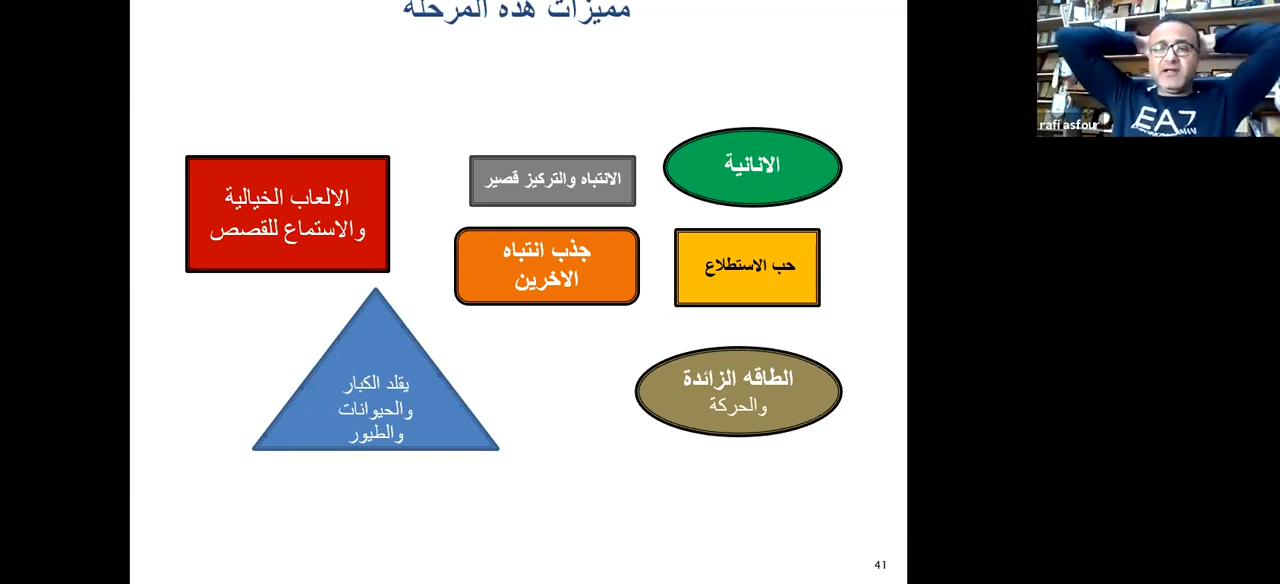 مميزات هذه المرحلة
الانانية
الانتباه والتركيز قصير
الالعاب الخيالية
والاستماع للقصص
جذب انتباه
الاخرين
حب الاستطلاع
الطاقه الزائدة
والحركة
يقلد الكبار
والحيوانات
والطيور
41
rafi asfour
EA7